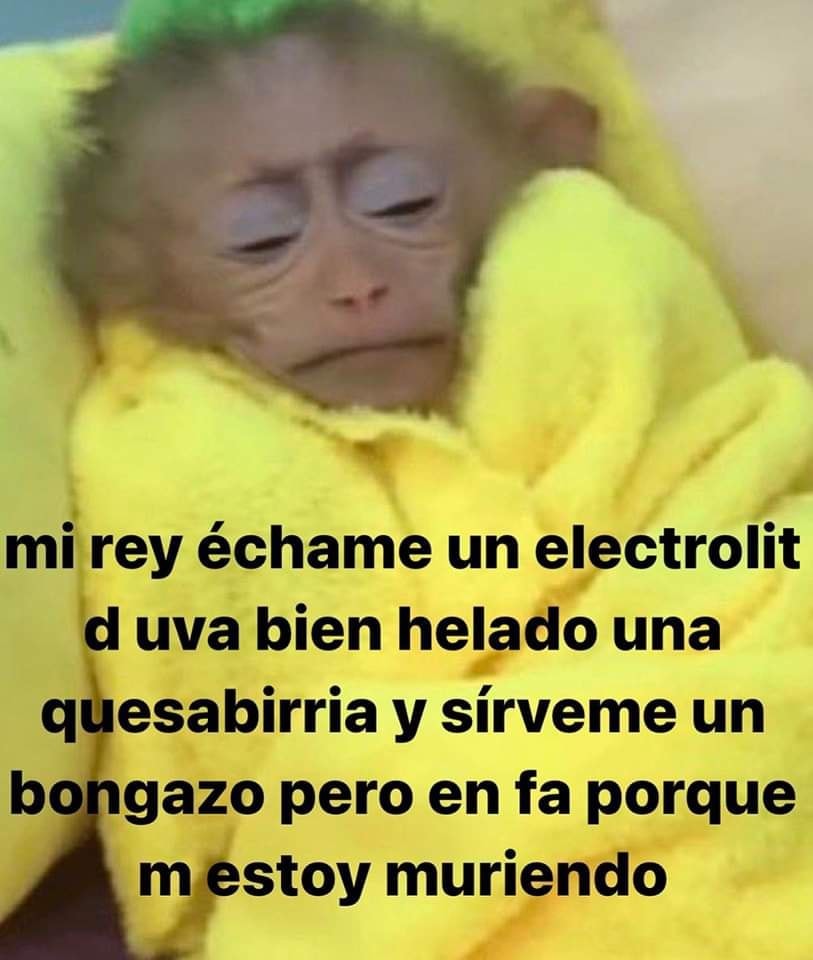 mi rey échame un electrolit
d uva bien helado una
quesabirria y sírveme un
bongazo pero en fa porque
m estoy muriendo